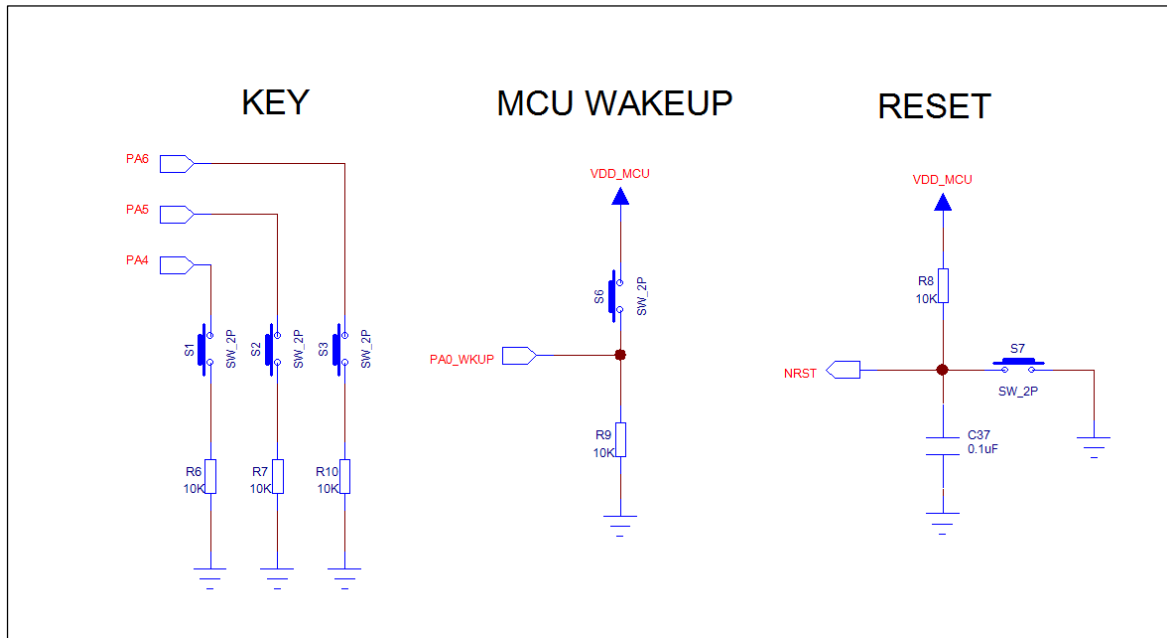 KEY
PA6
PA5
PA4
S1
SW_2P
S2
SW_2P
S3
SW_2P
R6
10K
R7
10K
R10
10K
MCU WAKEUP
VDD_MCU
S6
SW_2P
PA0_WKUP
R9
10K
RESET
VDD_MCU
R8
10K
NRST
S7
SW_2P
C37
0.1uF